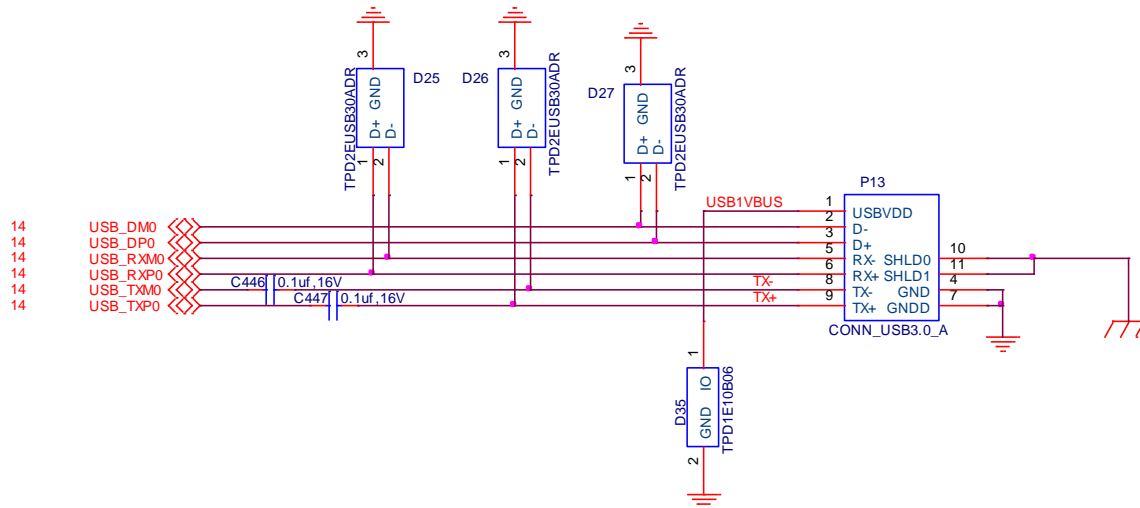 3
GND
D+
D-
1
2
D25
TPD2EUSB30ADR
3
GND
D+
D-
1
2
D26
TPD2EUSB30ADR
3
GND
D+
D-
1
2
D27
TPD2EUSB30ADR
P13
USB1VBUS
1 USBVDD
2 D-
3 D+
5 RX- SHLD0 10
6 RX+ SHLD1 11
8 TX- GND 4
9 TX+ GNDD 7
CONN_USB3.0_A
14 USB_DM0
14 USB_DP0
14 USB_RXM0
14 USB_RXP0
14 USB_TXM0
14 USB_TXP0
C446 0.1uf,16V
C447 0.1uf,16V
TX-
TX+
1
IO
GND
2
D35
TPD1E10B06